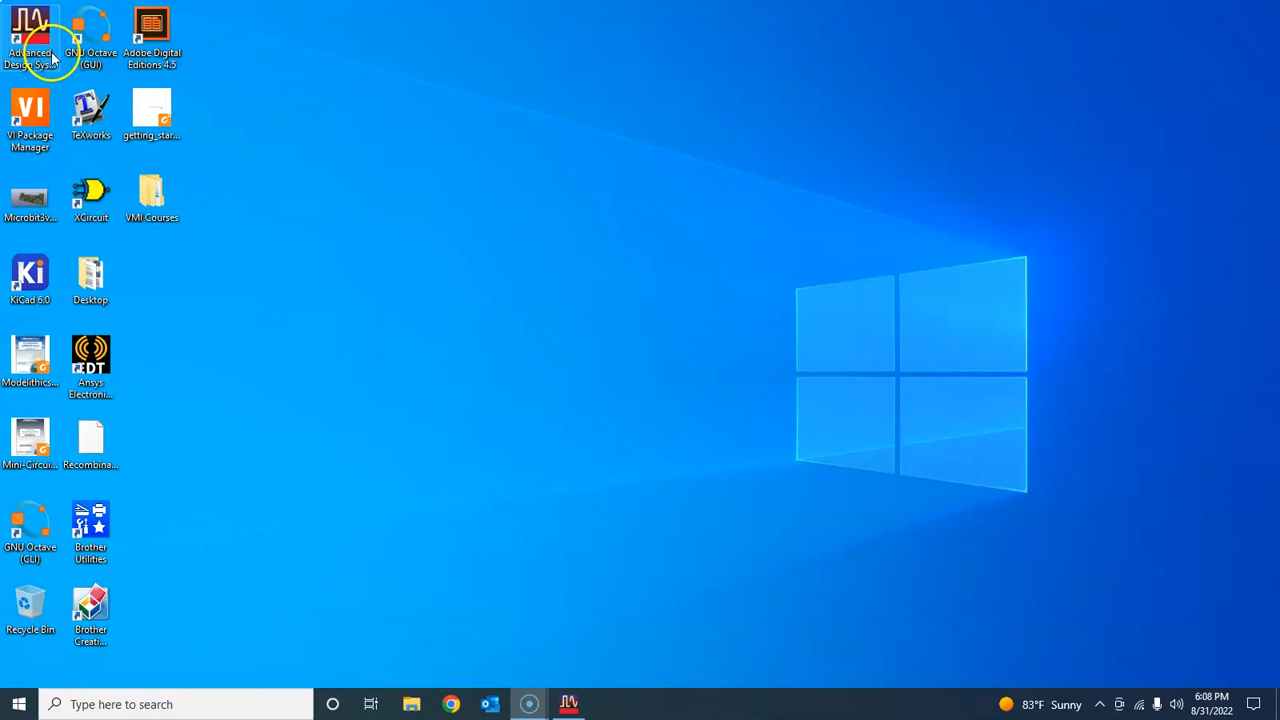 Advanced
Design Sys...
GNU Octave
(GUI)
Adobe Digital
Editions 4.5
VI
VI Package
Manager
TeXworks
getting_star...
Microbit3v...
XCircuit
VMI Courses
Ki
KiCad 6.0
Desktop
Modelithics...
EDT
Ansys
Electroni...
Mini-Circui...
Recombina...
GNU Octave
(CLI)
Brother
Utilities
Recycle Bin
Brother
Creati...
Type here to search
83°F Sunny
6:08 PM
8/31/2022